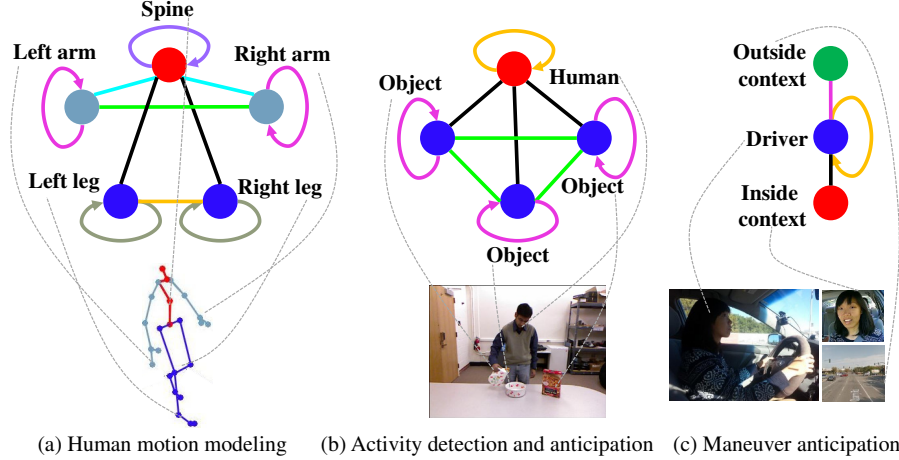 Spine
Left arm
Right arm
Left leg
Right leg
(a) Human motion modeling
Object
Human
Object
Object
(b) Activity detection and anticipation
Outside
context
Driver
Inside
context
(c) Maneuver anticipation